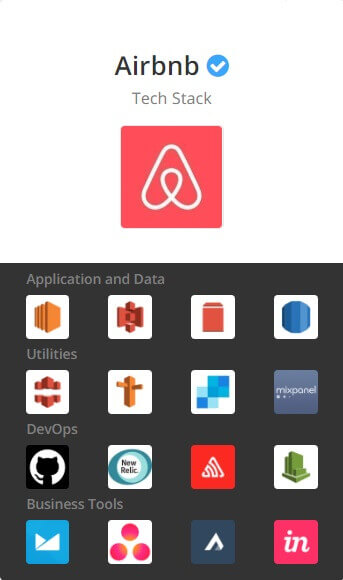 Airbnb
Tech Stack
Application and Data
Utilities
mixpanel
DevOps
New
Relic.
Business Tools
in